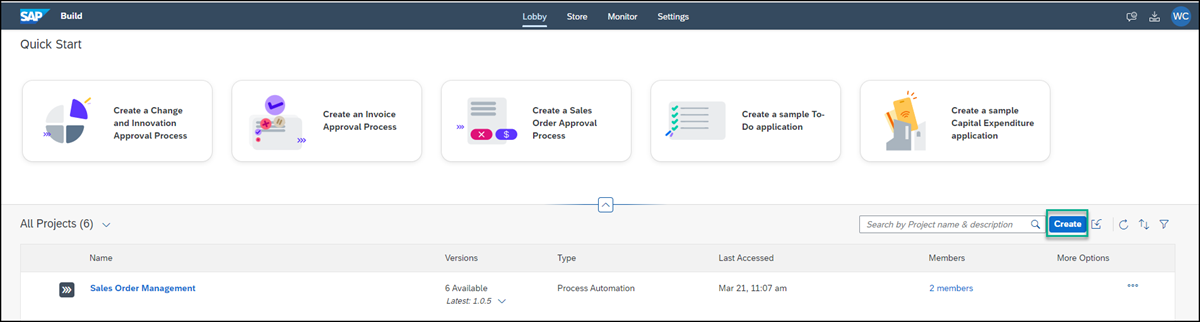 SAP Build Lobby Store Monitor Settings WC
Quick Start
Create a Change
and Innovation
Approval Process
Create an Invoice
Approval Process
Create a Sales
Order Approval
Process
Create a sample To-
Do application
Create a sample
Capital Expenditure
application
All Projects (6) Search by Project name & description Create
Name Versions Type Last Accessed Members More Options
Sales Order Management 6 Available Process Automation Mar 21, 11:07 am 2 members
Latest: 1.0.5